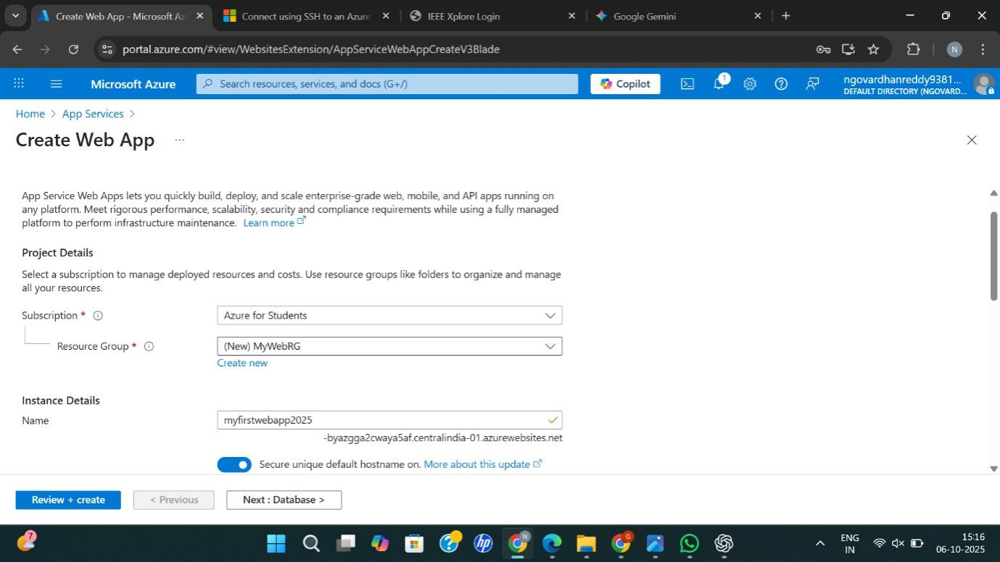 Create Web App - Microsoft Az
Connect using SSH to an Azure
IEEE Xplore Login
Google Gemini
portal.azure.com/#view/WebsitesExtension/AppServiceWebAppCreateV3Blade
N
Microsoft Azure
Search resources, services, and docs (G+/)
Copilot
1
ngovardhanreddy9381...
DEFAULT DIRECTORY (NGOVARD...
Home > App Services >
Create Web App ...
App Service Web Apps lets you quickly build, deploy, and scale enterprise-grade web, mobile, and API apps running on
any platform. Meet rigorous performance, scalability, security and compliance requirements while using a fully managed
platform to perform infrastructure maintenance. Learn more
Project Details
Select a subscription to manage deployed resources and costs. Use resource groups like folders to organize and manage
all your resources.
Subscription *
Azure for Students
Resource Group *
(New) MyWebRG
Create new
Instance Details
Name
myfirstwebapp2025
-byazgga2cwaya5af.centralindia-01.azurewebsites.net
Secure unique default hostname on. More about this update
Review + create
< Previous
Next : Database >
7
hp
N
G
ENG
IN
15:16
06-10-2025